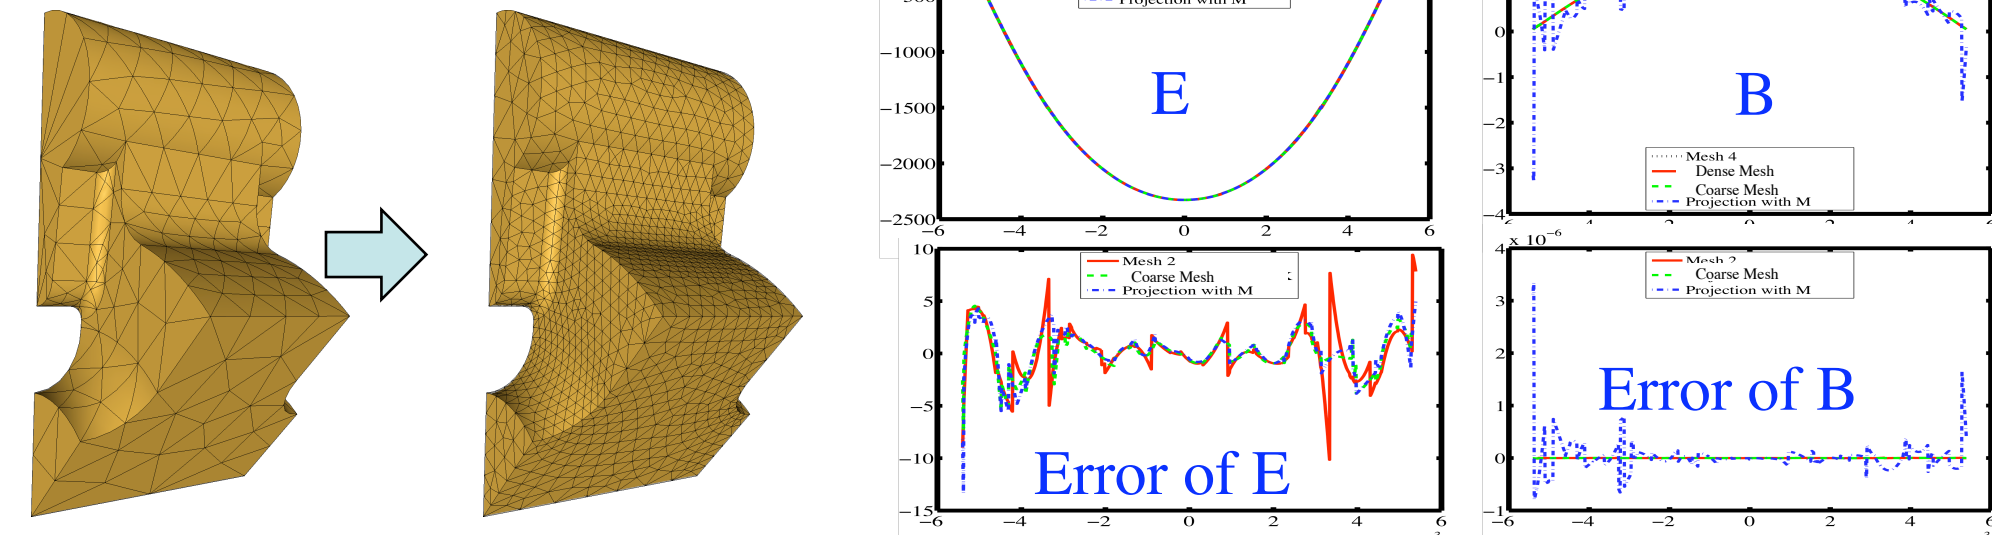 Projection with M
−1000
−1500
−2000
−2500
−6 −4 −2 0 2 4 6
E
0
−1
−2
−3
−4
B
Mesh 4
Dense Mesh
Coarse Mesh
Projection with M
10
5
0
−5
−10
−15
−6 −4 −2 0 2 4 6
Mesh 2
Coarse Mesh
Projection with M
Error of E
x 10⁻⁶
4
3
2
1
0
−1
−6 −4 −2 0 2 4 6
Mesh 2
Coarse Mesh
Projection with M
Error of B